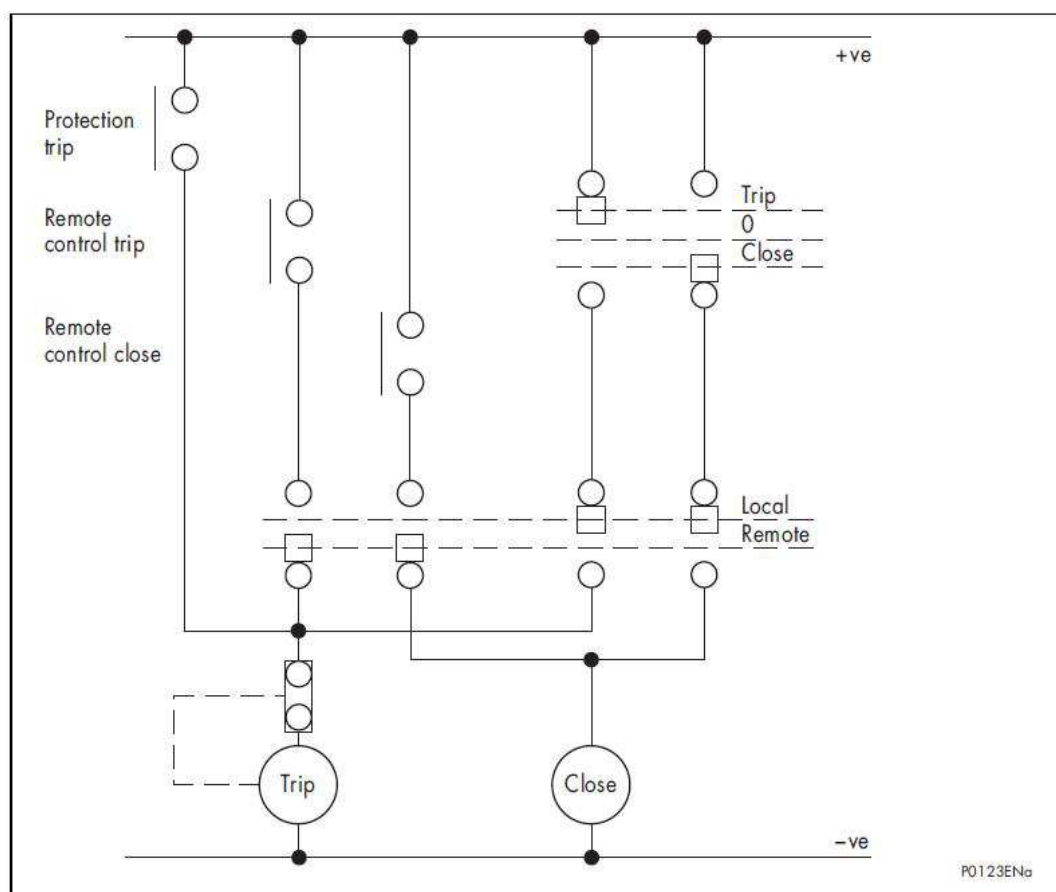 +ve
Protection
trip
Trip
Remote
control trip
0
Close
Remote
control close
Local
Remote
Trip
Close
–ve
P0123ENa